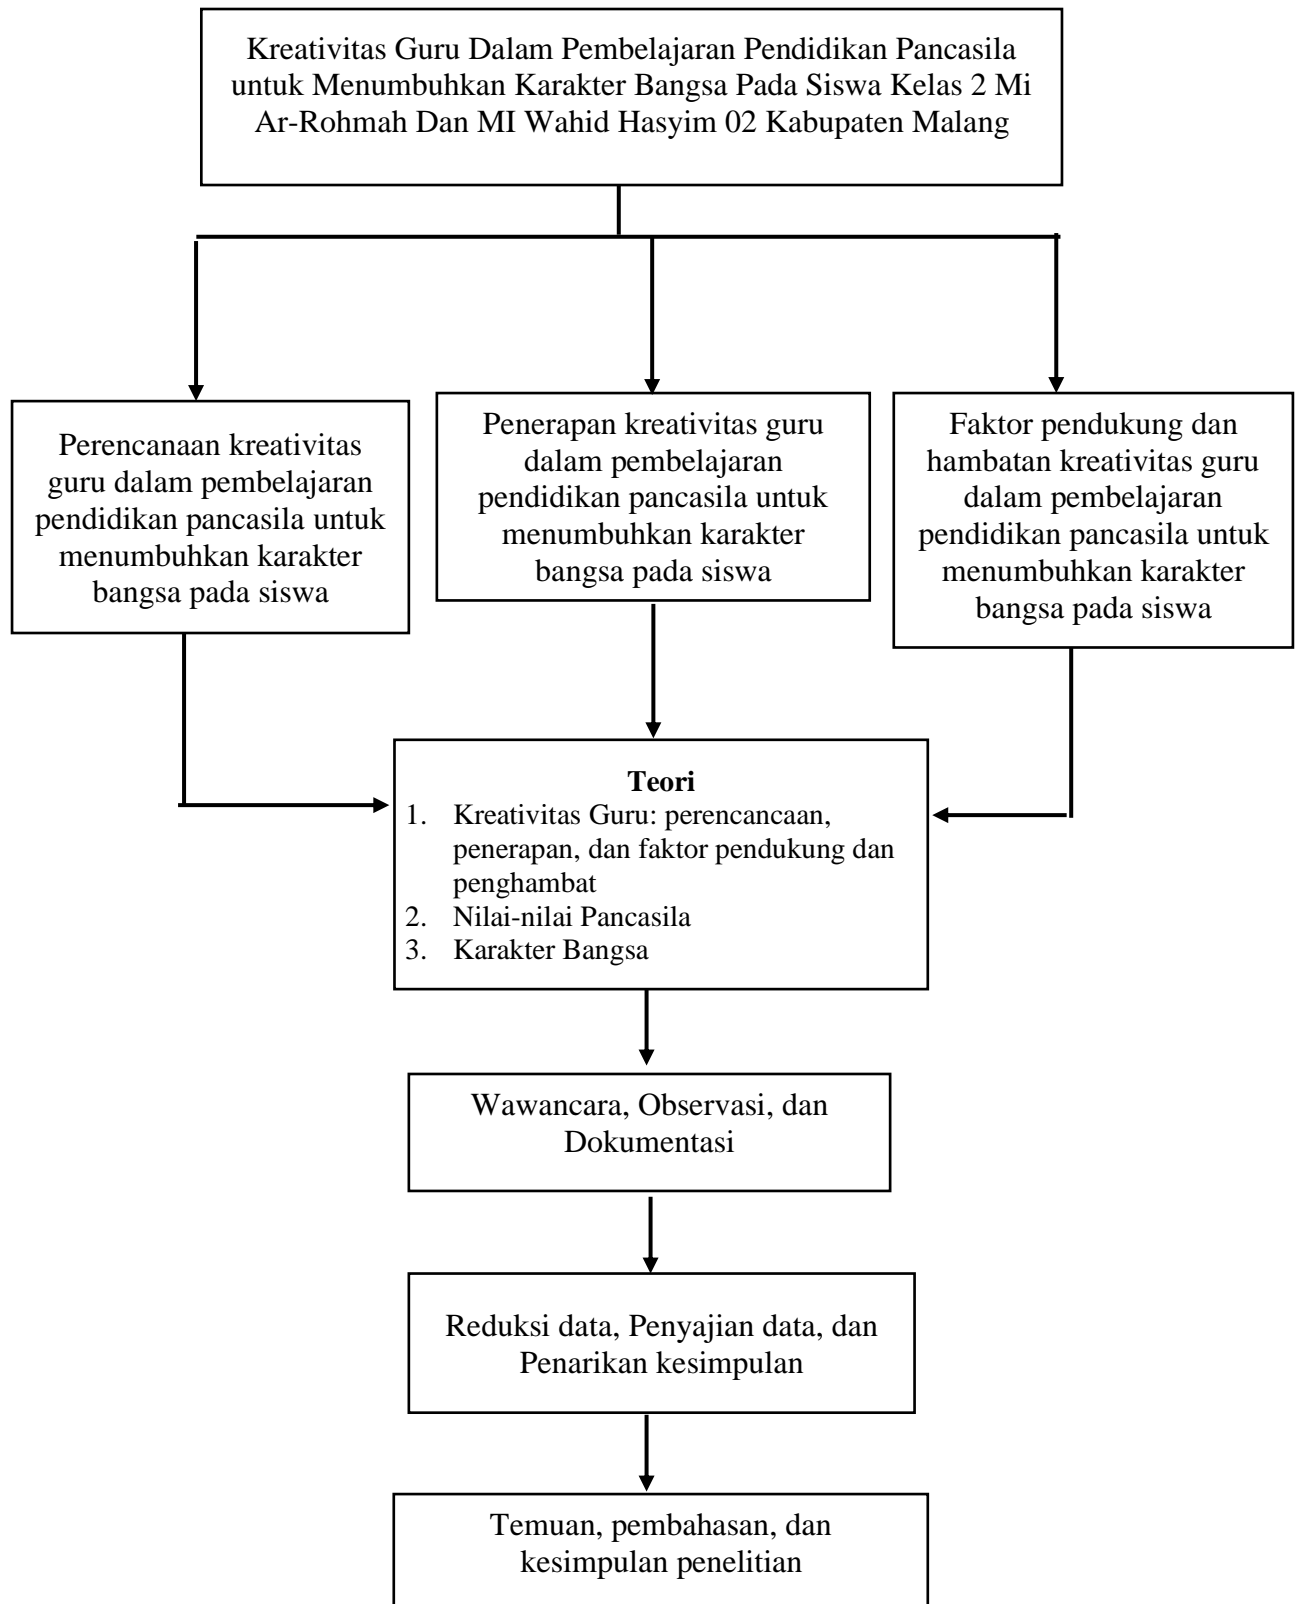 Kreativitas Guru Dalam Pembelajaran Pendidikan Pancasila
untuk Menumbuhkan Karakter Bangsa Pada Siswa Kelas 2 Mi
Ar-Rohmah Dan MI Wahid Hasyim 02 Kabupaten Malang
Perencanaan kreativitas
guru dalam pembelajaran
pendidikan pancasila untuk
menumbuhkan karakter
bangsa pada siswa
Penerapan kreativitas guru
dalam pembelajaran
pendidikan pancasila untuk
menumbuhkan karakter
bangsa pada siswa
Faktor pendukung dan
hambatan kreativitas guru
dalam pembelajaran
pendidikan pancasila untuk
menumbuhkan karakter
bangsa pada siswa
Teori
1. Kreativitas Guru: perencancaan,
penerapan, dan faktor pendukung dan
penghambat
2. Nilai-nilai Pancasila
3. Karakter Bangsa
Wawancara, Observasi, dan
Dokumentasi
Reduksi data, Penyajian data, dan
Penarikan kesimpulan
Temuan, pembahasan, dan
kesimpulan penelitian